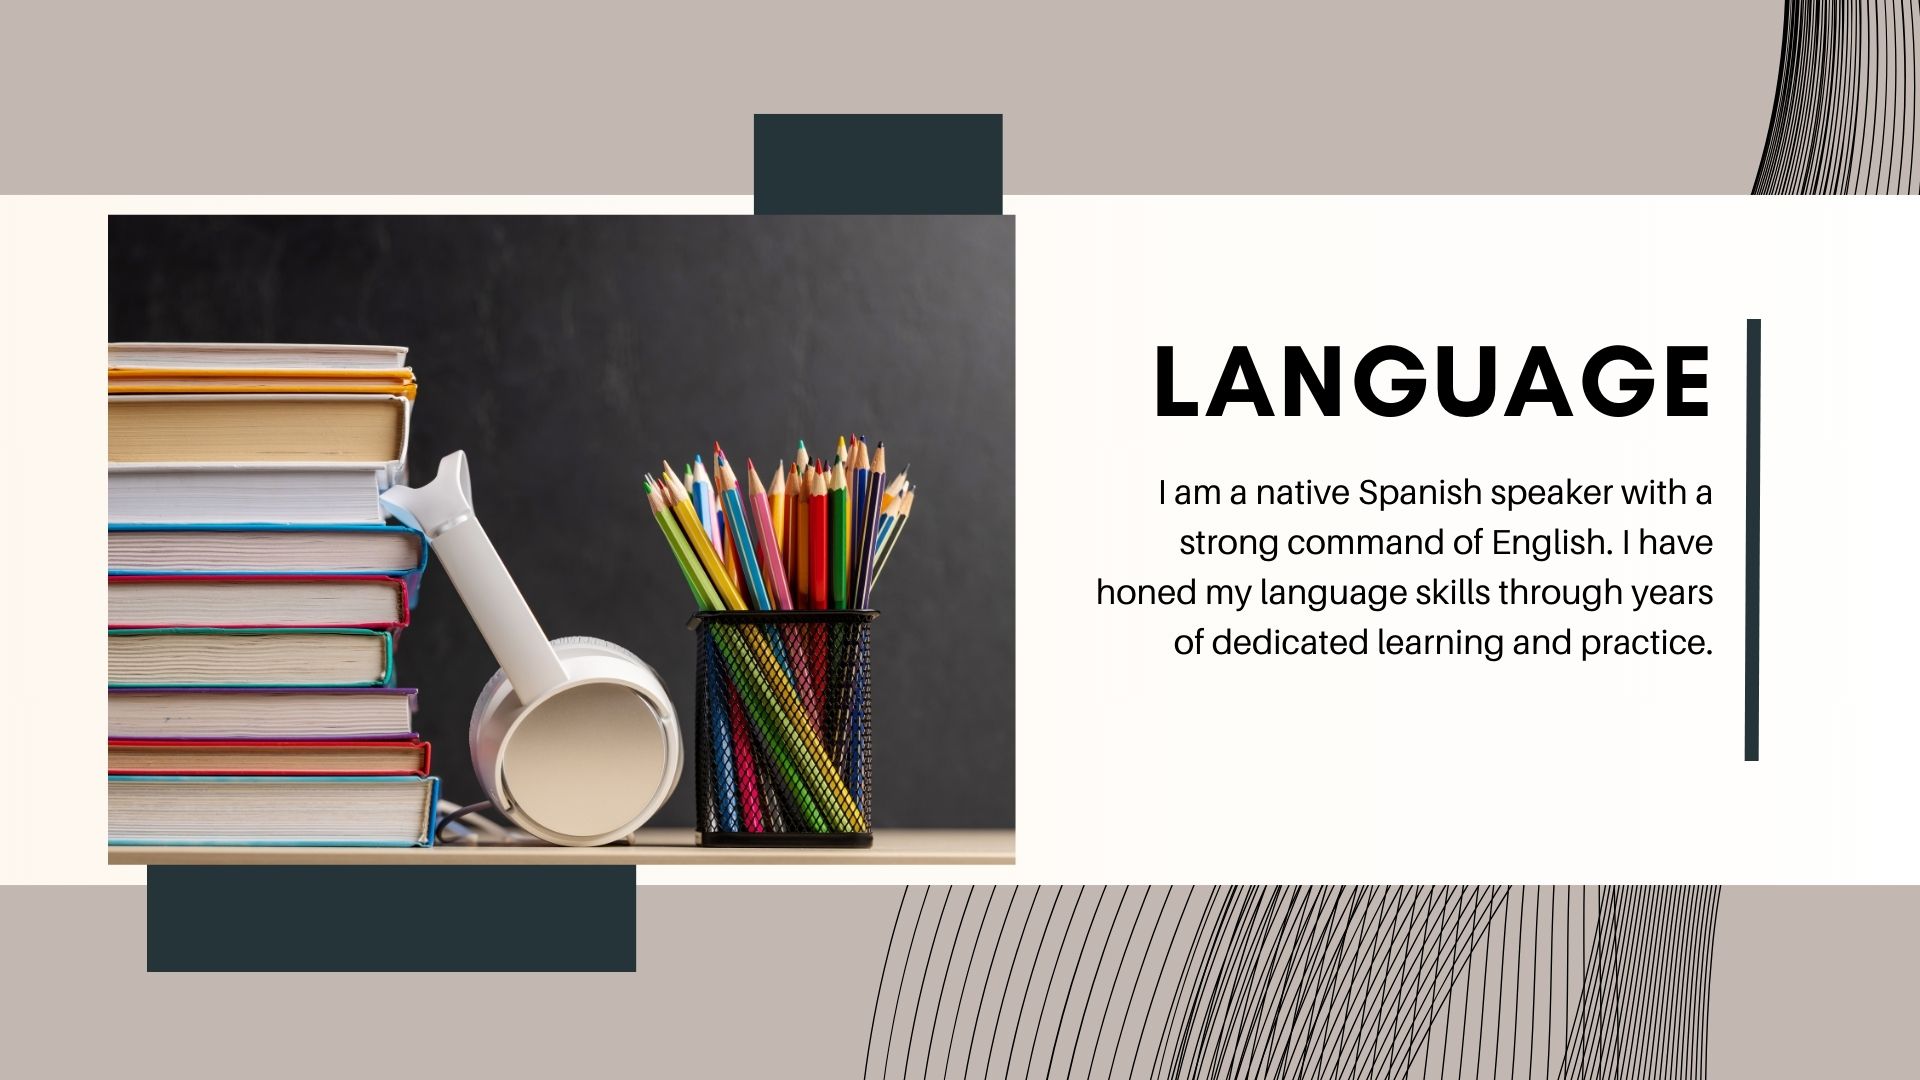 LANGUAGE
I am a native Spanish speaker with a
strong command of English. I have
honed my language skills through years
of dedicated learning and practice.